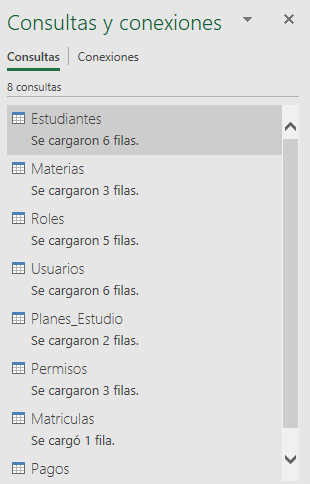 Consultas y conexiones
Consultas Conexiones
8 consultas
Estudiantes
Se cargaron 6 filas.
Materias
Se cargaron 3 filas.
Roles
Se cargaron 5 filas.
Usuarios
Se cargaron 6 filas.
Planes_Estudio
Se cargaron 2 filas.
Permisos
Se cargaron 3 filas.
Matriculas
Se cargó 1 fila.
Pagos